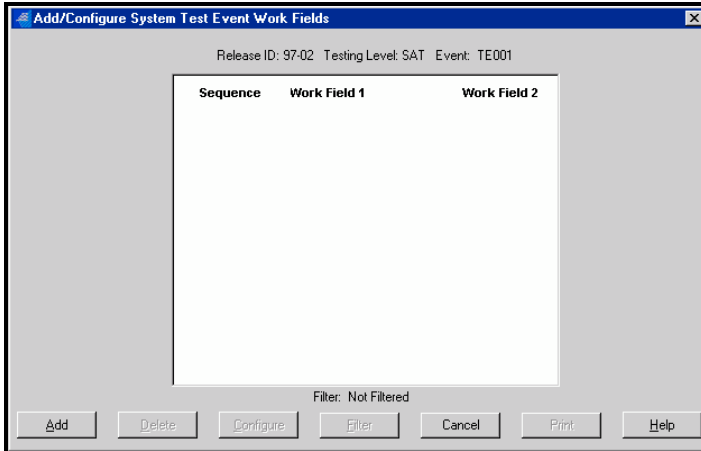 Add/Configure System Test Event Work Fields
Release ID: 97-02 Testing Level: SAT Event: TE001
Sequence Work Field 1 Work Field 2
Filter: Not Filtered
Add Delete Configure Filter Cancel Print Help